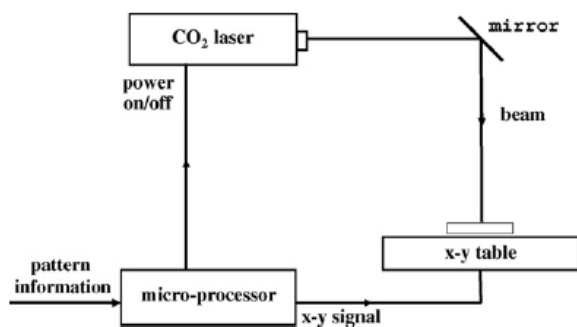 CO₂ laser
mirror
power
on/off
beam
x-y table
pattern
information
micro-processor
x-y signal